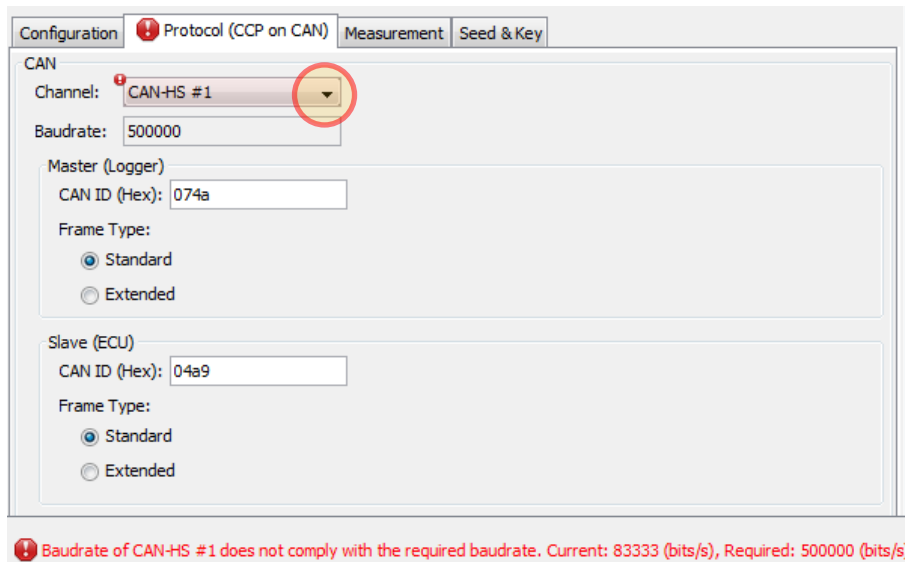 Configuration Protocol (CCP on CAN) Measurement Seed & Key
CAN
Channel: CAN-HS #1
Baudrate: 500000
Master (Logger)
CAN ID (Hex): 074a
Frame Type:
Standard
Extended
Slave (ECU)
CAN ID (Hex): 04a9
Frame Type:
Standard
Extended
Baudrate of CAN-HS #1 does not comply with the required baudrate. Current: 83333 (bits/s), Required: 500000 (bits/s)